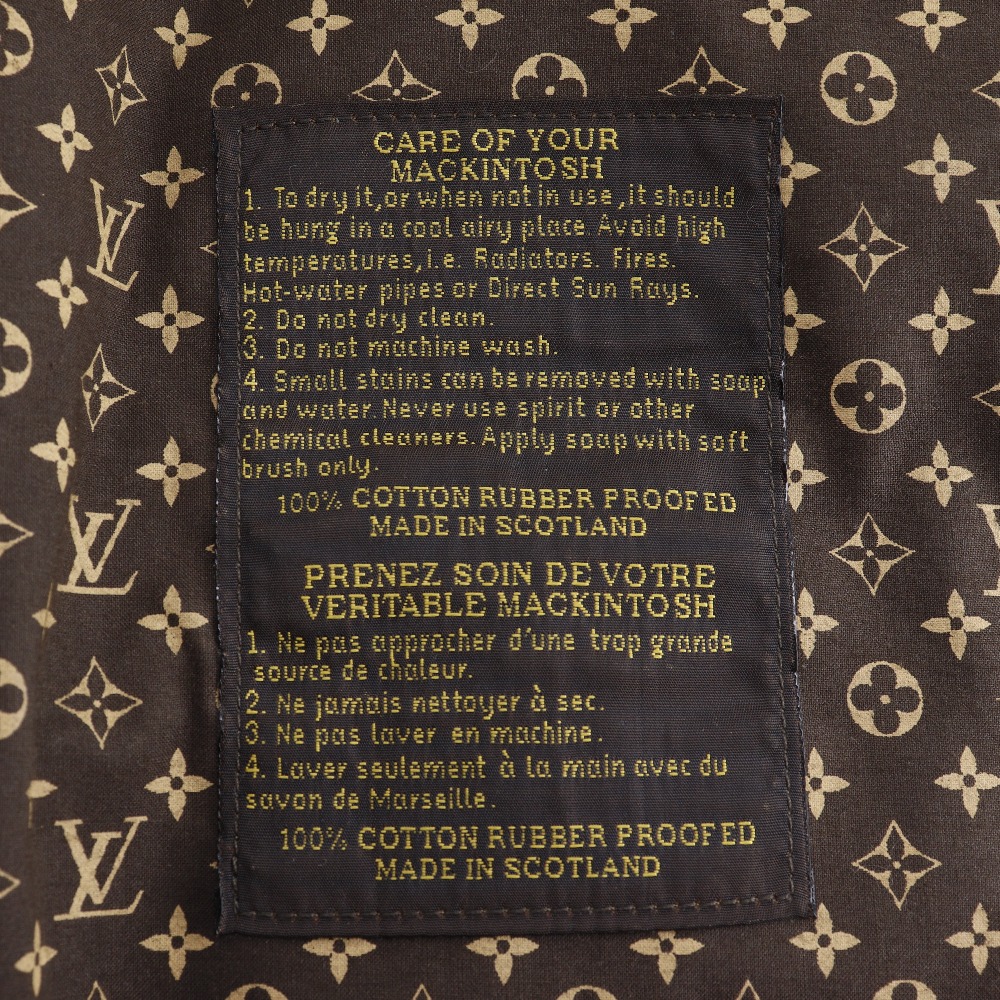 CARE OF YOUR
MACKINTOSH
1. To dry it, or when not in use, it should
be hung in a cool airy place. Avoid high
temperatures, i.e. Radiators. Fires.
Hot-water pipes or Direct Sun Rays.
2. Do not dry clean.
3. Do not machine wash.
4. Small stains can be removed with soap
and water. Never use spirit or other
chemical cleaners. Apply soap with soft
brush only.
100% COTTON RUBBER PROOFED
MADE IN SCOTLAND
PRENEZ SOIN DE VOTRE
VERITABLE MACKINTOSH
1. Ne pas approcher d'une trop grande
source de chaleur.
2. Ne jamais nettoyer à sec.
3. Ne pas laver en machine.
4. Laver seulement à la main avec du
savon de Marseille.
100% COTTON RUBBER PROOFED
MADE IN SCOTLAND
LV
LV
LV
LV
LV
LV